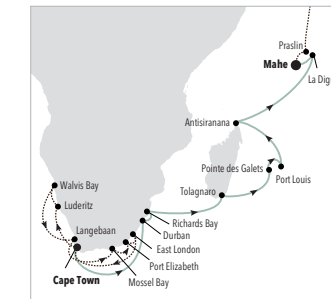 Praslin
Mahe
La Dig
Antisiranana
Pointe des Galets
Port Louis
Tolagnaro
Walvis Bay
Luderitz
Richards Bay
Langebaan
Durban
East London
Port Elizabeth
Cape Town
Mossel Bay